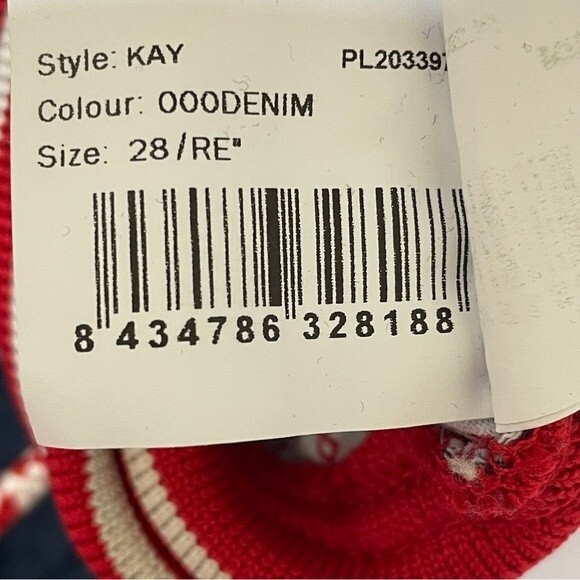 Style: KAY PL203397
Colour: 000DENIM
Size: 28/RE"
8 434786 328188